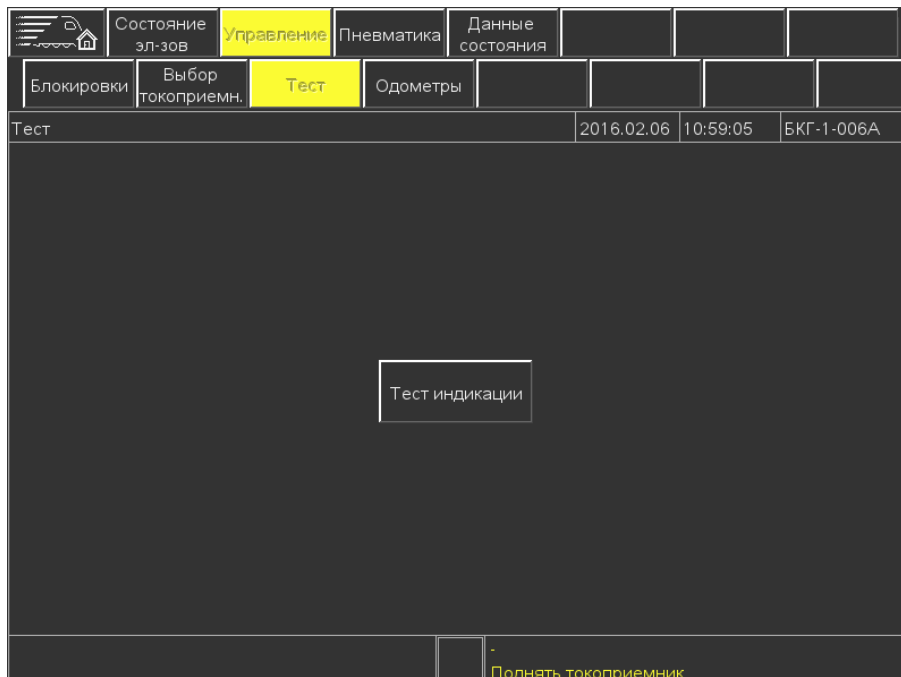 Состояние
эл-зов
Управление
Пневматика
Данные
состояния
Блокировки
Выбор
токоприемн.
Тест
Одометры
Тест
2016.02.06
10:59:05
БКГ-1-006А
Тест индикации
-
Поднять токоприемник